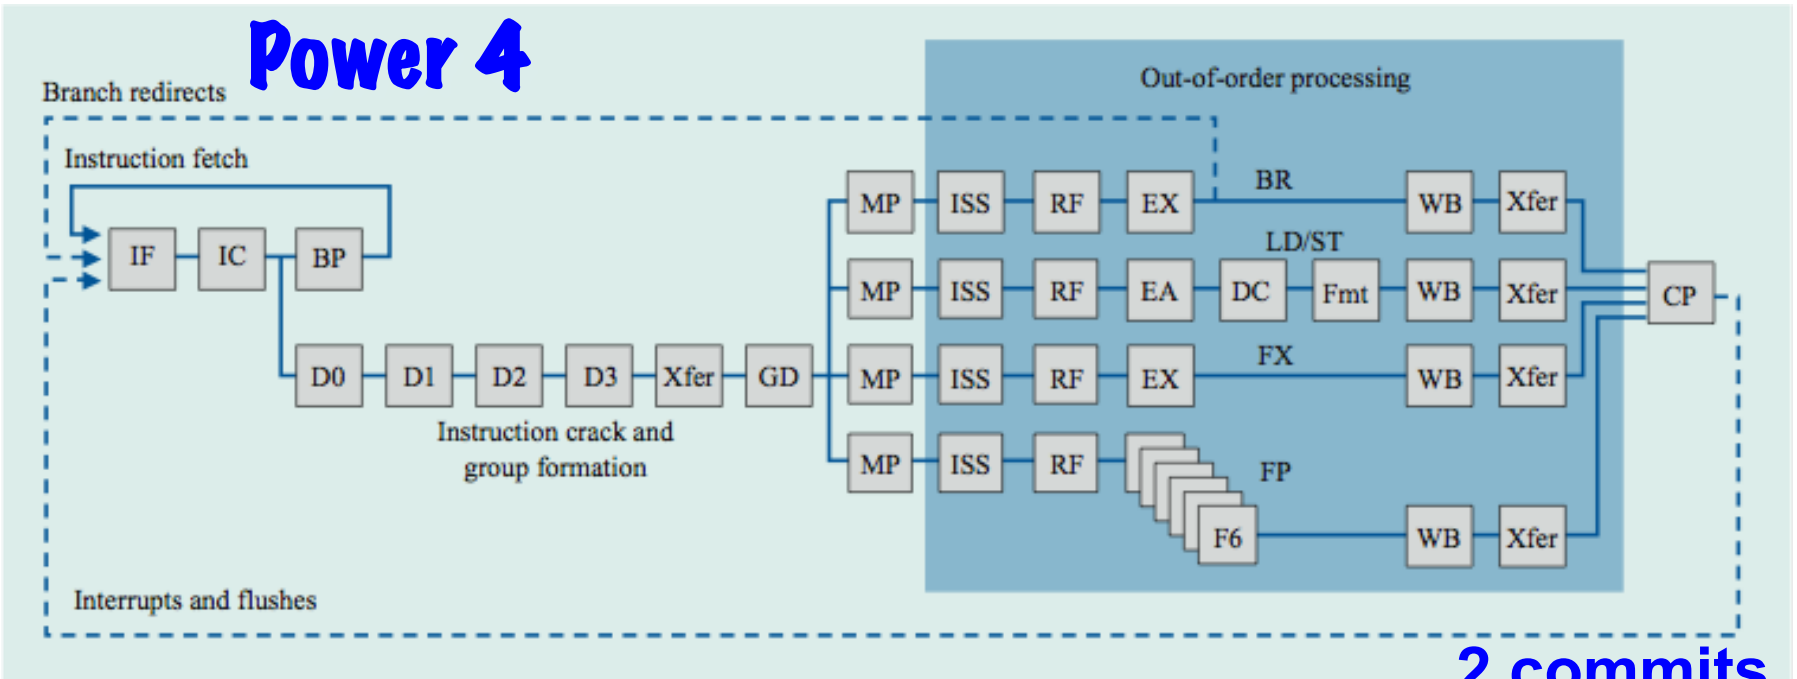 Power 4
Branch redirects
Out-of-order processing
Instruction fetch
IF IC BP
MP ISS RF EX BR WB Xfer
LD/ST
MP ISS RF EA DC Fmt WB Xfer
CP
D0 D1 D2 D3 Xfer GD
FX
MP ISS RF EX WB Xfer
Instruction crack and
group formation
MP ISS RF FP
F6 WB Xfer
Interrupts and flushes
2 commits